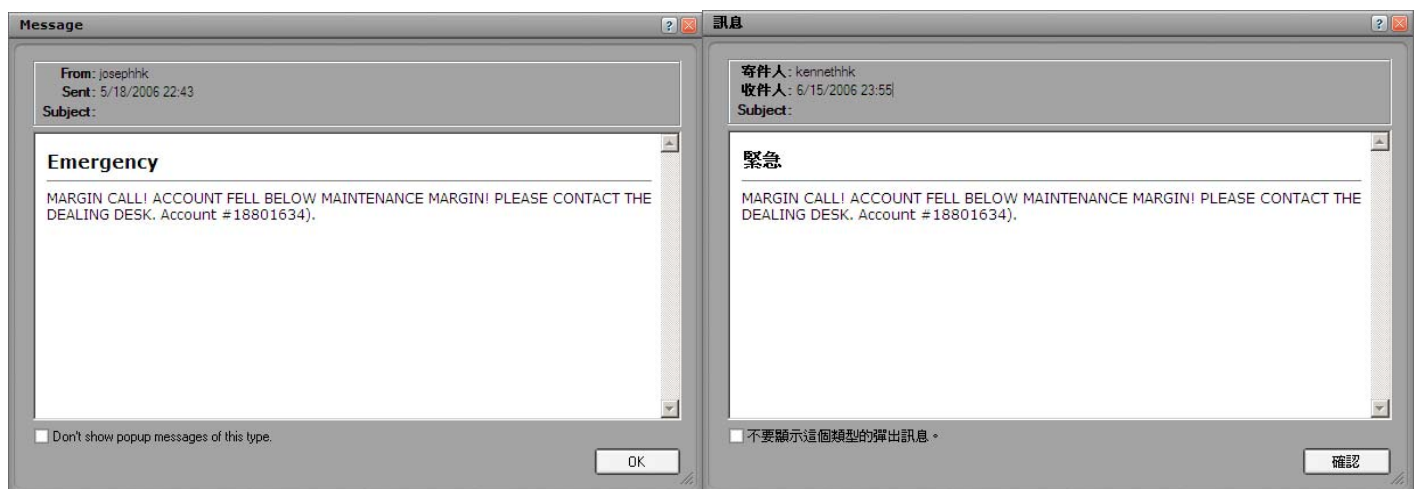 Message
From: josephhk
Sent: 5/18/2006 22:43
Subject:
Emergency
MARGIN CALL! ACCOUNT FELL BELOW MAINTENANCE MARGIN! PLEASE CONTACT THE
DEALING DESK. Account #18801634).
Don't show popup messages of this type.
OK
訊息
寄件人: kennethhk
收件人: 6/15/2006 23:55
Subject:
緊急
MARGIN CALL! ACCOUNT FELL BELOW MAINTENANCE MARGIN! PLEASE CONTACT THE
DEALING DESK. Account #18801634).
不要顯示這個類型的彈出訊息。
確認